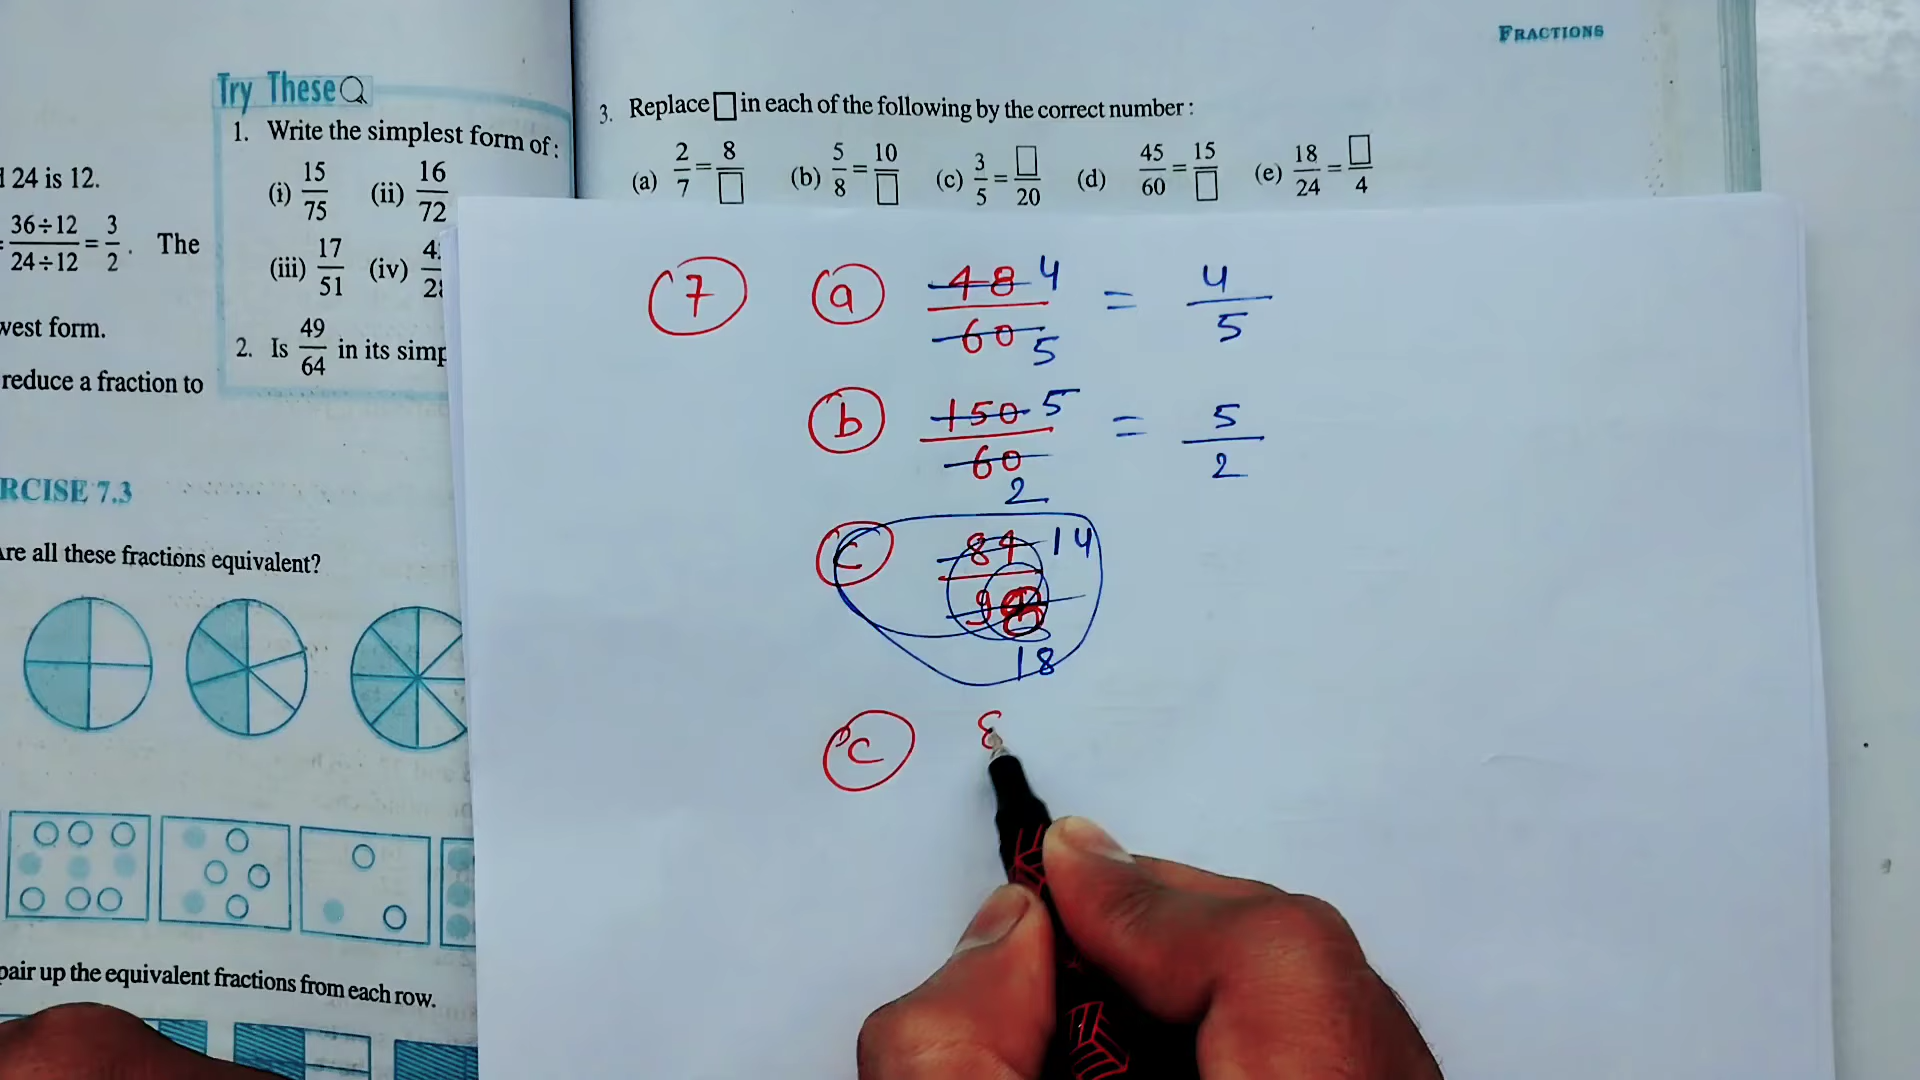 FRACTIONS
Try These
1. Write the simplest form of:
(i) 15/75 (ii) 16/72
(iii) 17/51 (iv)
2. Is 49/64 in its
24 is 12.
36÷12/24÷12 = 3/2. The
form.
reduce a fraction to
7.3
all these fractions equivalent?
pair up the equivalent fractions from each row.
3. Replace □ in each of the following by the correct number :
(a) 2/7 = 8/□ (b) 5/8 = 10/□ (c) 3/5 = □/20 (d) 45/60 = 15/□ (e) 18/24 = □/4
7 a 48/60 4 5 = 4/5
b 150/60 5 2 = 5/2
c 84 14
18
c